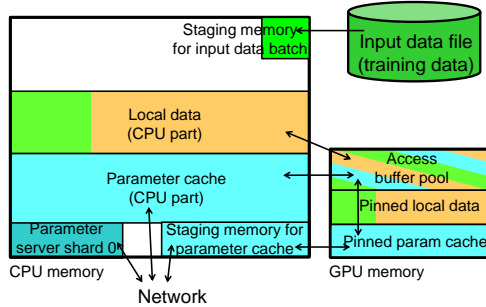 Staging memory
for input data batch
Input data file
(training data)
Local data
(CPU part)
Parameter cache
(CPU part)
Access
buffer pool
Pinned local data
Pinned param cache
Parameter
server shard 0
Staging memory for
parameter cache
CPU memory
GPU memory
Network